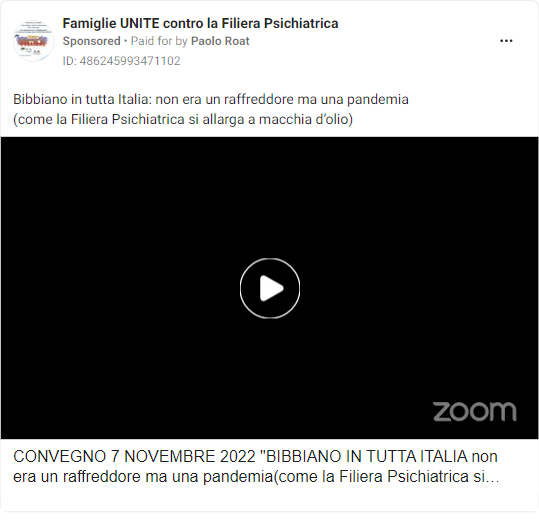 Famiglie UNITE contro la Filiera Psichiatrica
Sponsored • Paid for by Paolo Roat
ID: 486245993471102
Bibbiano in tutta Italia: non era un raffreddore ma una pandemia
(come la Filiera Psichiatrica si allarga a macchia d'olio)
zoom
CONVEGNO 7 NOVEMBRE 2022 "BIBBIANO IN TUTTA ITALIA non
era un raffreddore ma una pandemia(come la Filiera Psichiatrica si...